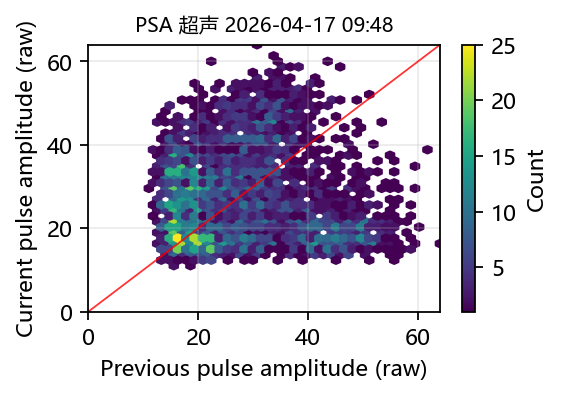 PSA 超声 2026-04-17 09:48
Current pulse amplitude (raw)
60
40
20
0
0 20 40 60
Previous pulse amplitude (raw)
25
20
15
10
5
Count